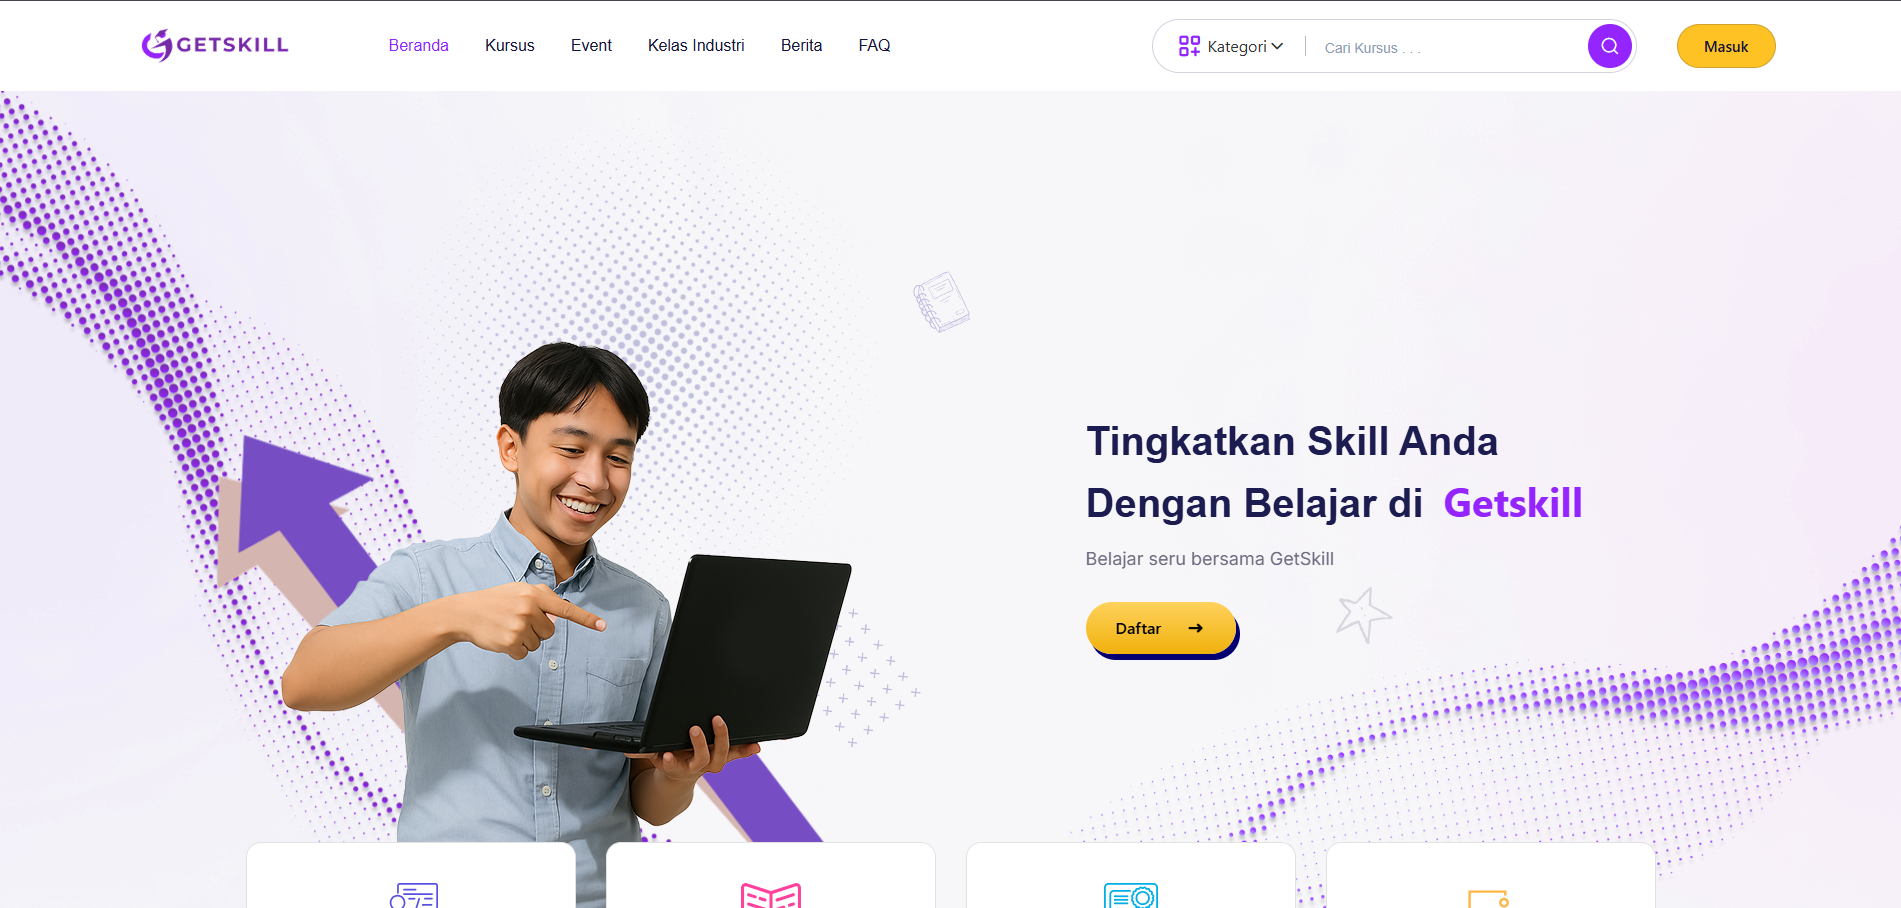 GETSKILL
Beranda
Kursus
Event
Kelas Industri
Berita
FAQ
Kategori
Cari Kursus . . .
Masuk
Tingkatkan Skill Anda
Dengan Belajar di Getskill
Belajar seru bersama GetSkill
Daftar